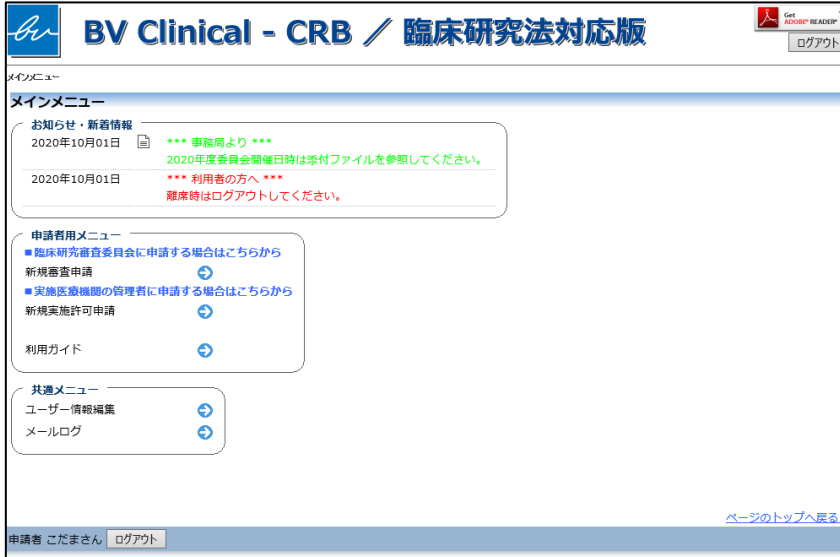 bv
BV Clinical - CRB ／ 臨床研究法対応版
Get
ADOBE® READER®
ログアウト
メインメニュー
メインメニュー
お知らせ・新着情報
2020年10月01日 *** 事務局より ***
2020年度委員会開催日時は添付ファイルを参照してください。
2020年10月01日 *** 利用者の方へ ***
離席時はログアウトしてください。
申請者用メニュー
■臨床研究審査委員会に申請する場合はこちらから
新規審査申請
■実施医療機関の管理者に申請する場合はこちらから
新規実施許可申請
利用ガイド
共通メニュー
ユーザー情報編集
メールログ
ページのトップへ戻る
申請者 こだまさん ログアウト